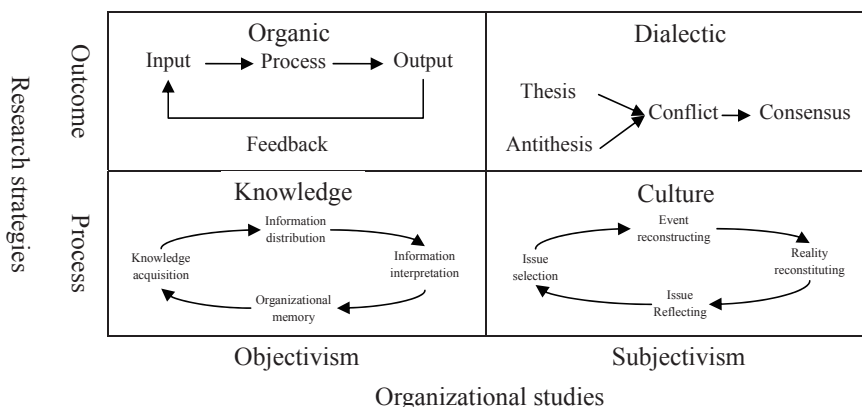 Research strategies
Outcome
Process
Organic
Input
Process
Output
Feedback
Dialectic
Thesis
Antithesis
Conflict
Consensus
Knowledge
Information
distribution
Knowledge
acquisition
Information
interpretation
Organizational
memory
Culture
Event
reconstructing
Issue
selection
Reality
reconstituting
Issue
Reflecting
Objectivism
Subjectivism
Organizational studies